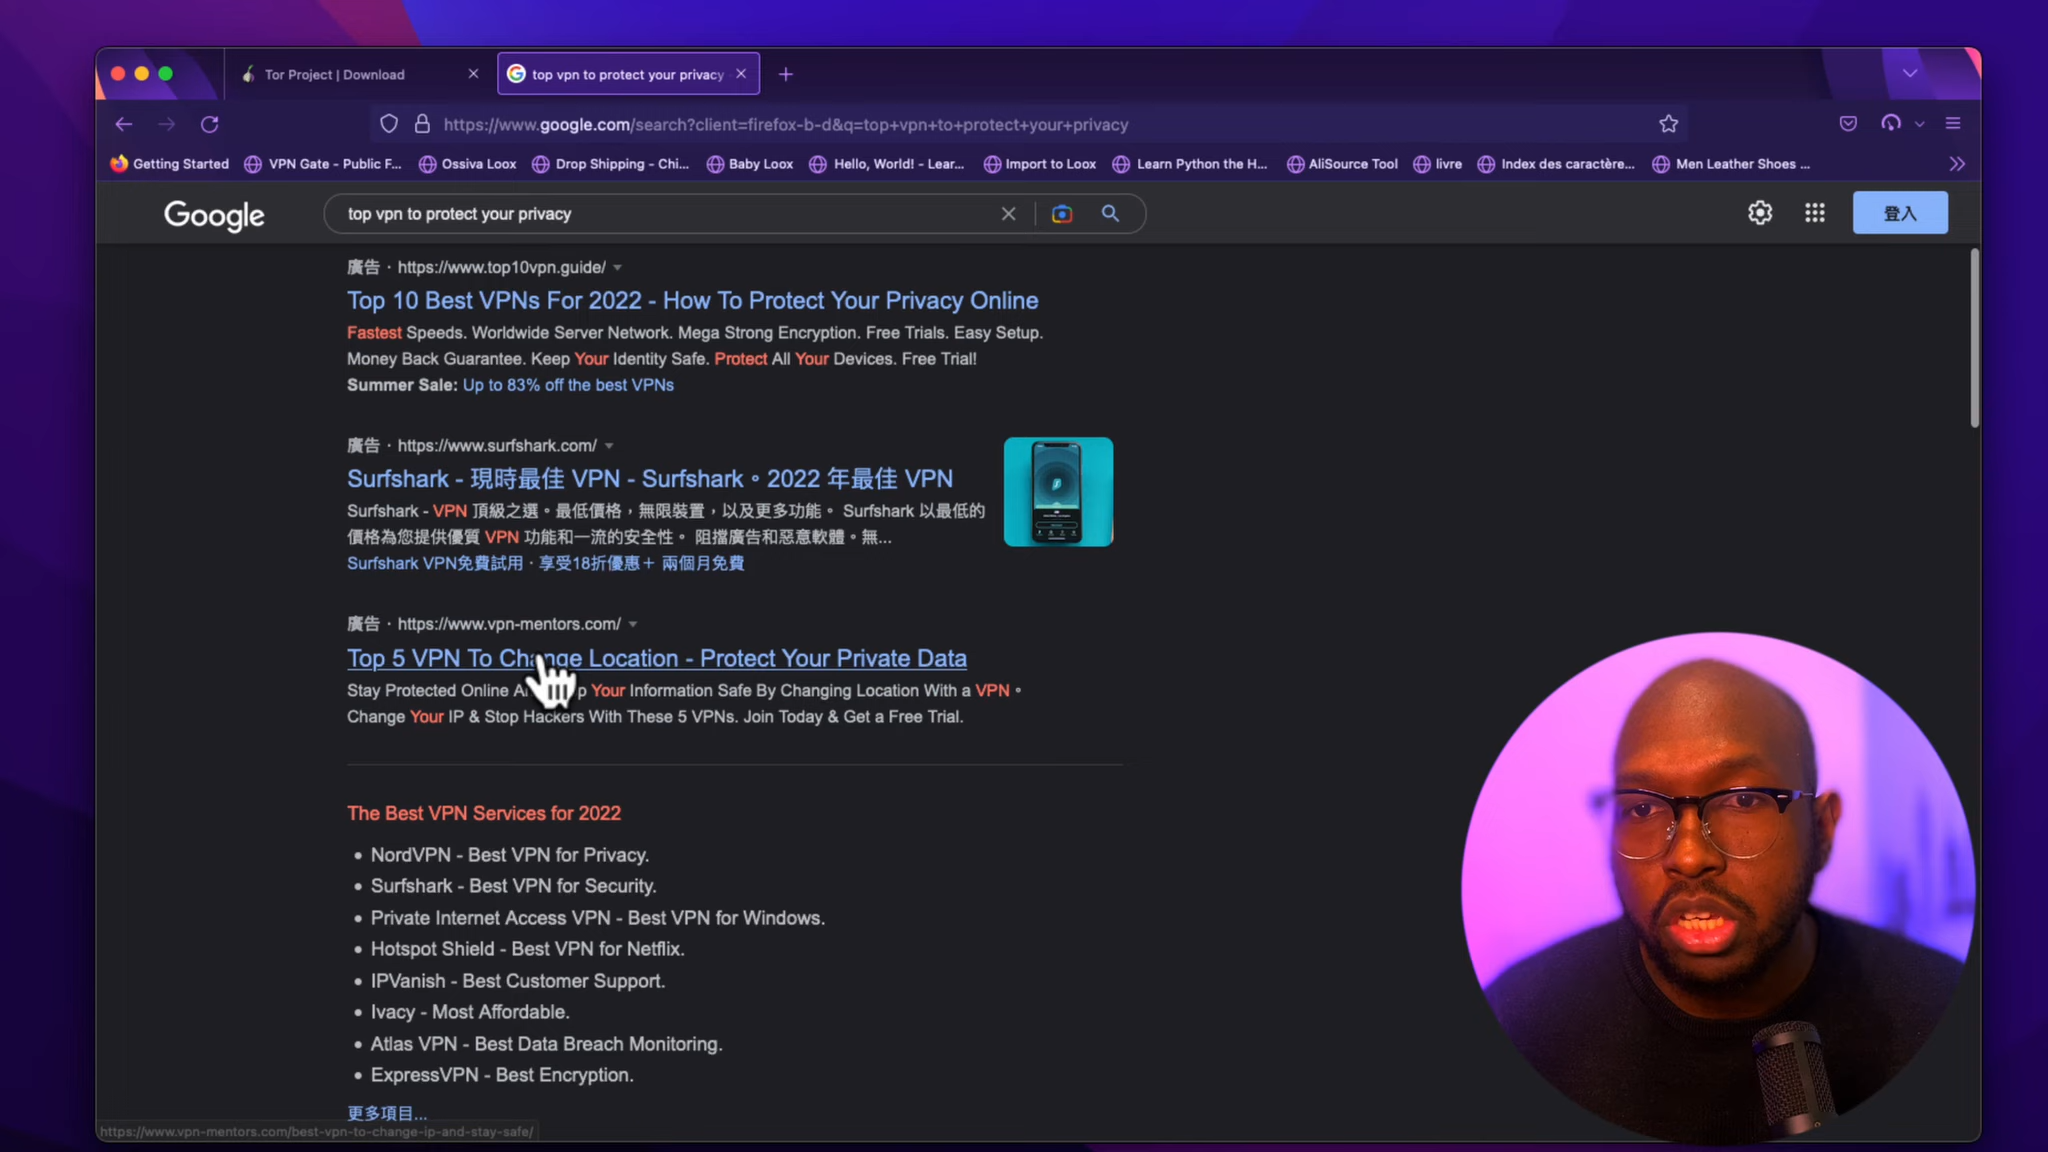 Tor Project | Download
top vpn to protect your privacy
https://www.google.com/search?client=firefox-b-d&q=top+vpn+to+protect+your+privacy
Getting Started
VPN Gate - Public F...
Ossiva Loox
Drop Shipping - Chi...
Baby Loox
Hello, World! - Lear...
Import to Loox
Learn Python the H...
AliSource Tool
livre
Index des caractère...
Men Leather Shoes ...
Google
top vpn to protect your privacy
登入
廣告 · https://www.top10vpn.guide/
Top 10 Best VPNs For 2022 - How To Protect Your Privacy Online
Fastest Speeds. Worldwide Server Network. Mega Strong Encryption. Free Trials. Easy Setup.
Money Back Guarantee. Keep Your Identity Safe. Protect All Your Devices. Free Trial!
Summer Sale: Up to 83% off the best VPNs
廣告 · https://www.surfshark.com/
Surfshark - 現時最佳 VPN - Surfshark。2022 年最佳 VPN
Surfshark - VPN 頂級之選。最低價格，無限裝置，以及更多功能。 Surfshark 以最低的
價格為您提供優質 VPN 功能和一流的安全性。 阻擋廣告和惡意軟體。無...
Surfshark VPN免費試用 · 享受18折優惠＋ 兩個月免費
廣告 · https://www.vpn-mentors.com/
Top 5 VPN To Change Location - Protect Your Private Data
Stay Protected Online Your Information Safe By Changing Location With a VPN。
Change Your IP & Stop Hackers With These 5 VPNs. Join Today & Get a Free Trial.
The Best VPN Services for 2022
• NordVPN - Best VPN for Privacy.
• Surfshark - Best VPN for Security.
• Private Internet Access VPN - Best VPN for Windows.
• Hotspot Shield - Best VPN for Netflix.
• IPVanish - Best Customer Support.
• Ivacy - Most Affordable.
• Atlas VPN - Best Data Breach Monitoring.
• ExpressVPN - Best Encryption.
更多項目...
https://www.vpn-mentors.com/best-vpn-to-change-ip-and-stay-safe/